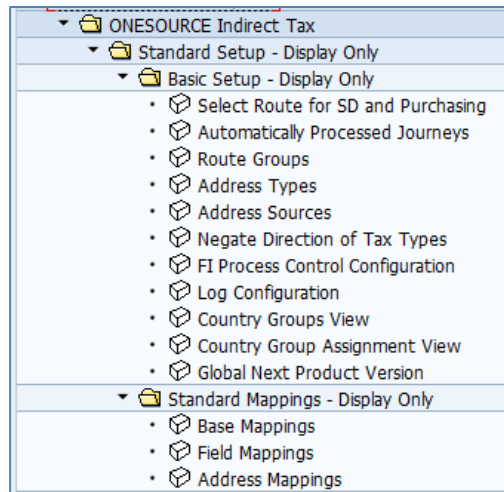 ONESOURCE Indirect Tax
Standard Setup - Display Only
Basic Setup - Display Only
Select Route for SD and Purchasing
Automatically Processed Journeys
Route Groups
Address Types
Address Sources
Negate Direction of Tax Types
FI Process Control Configuration
Log Configuration
Country Groups View
Country Group Assignment View
Global Next Product Version
Standard Mappings - Display Only
Base Mappings
Field Mappings
Address Mappings